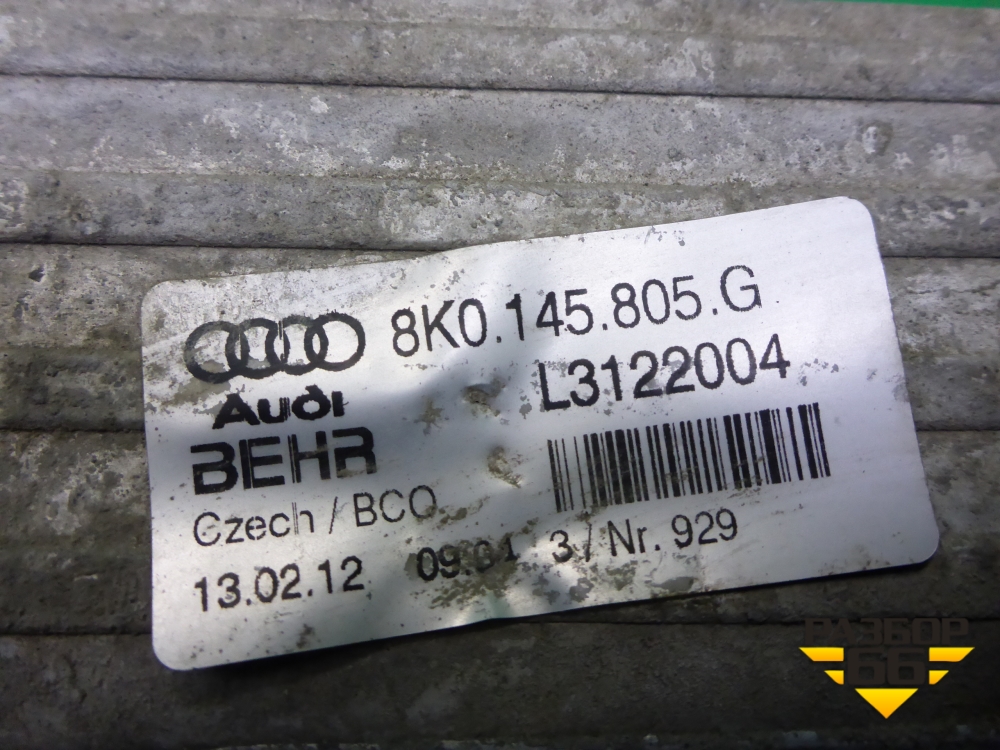 8K0.145.805.G
Audi
L3122004
BEHR
Czech / BCO
13.02.12 3 / Nr. 929
РАЗБОР
66